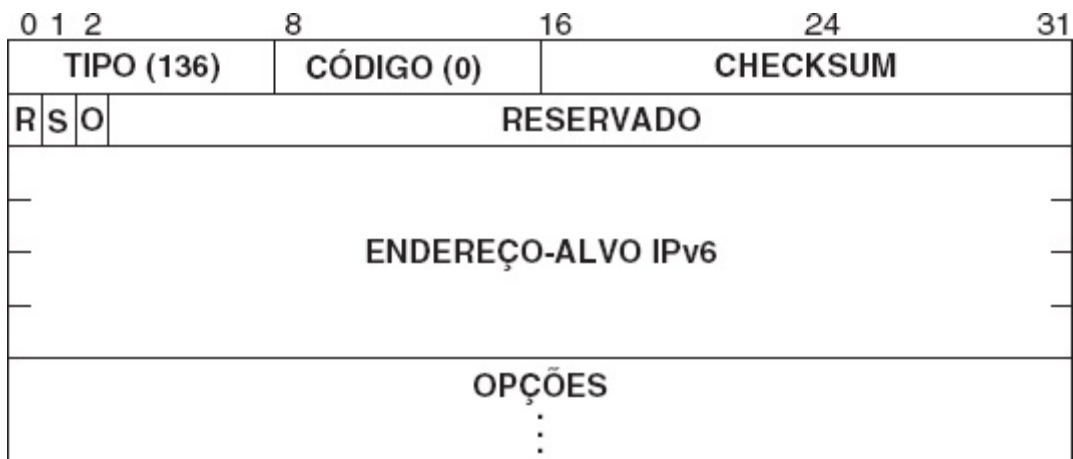 0 1 2 8 16 24 31
TIPO (136) CÓDIGO (0) CHECKSUM
R S O RESERVADO
ENDEREÇO-ALVO IPv6
OPÇÕES